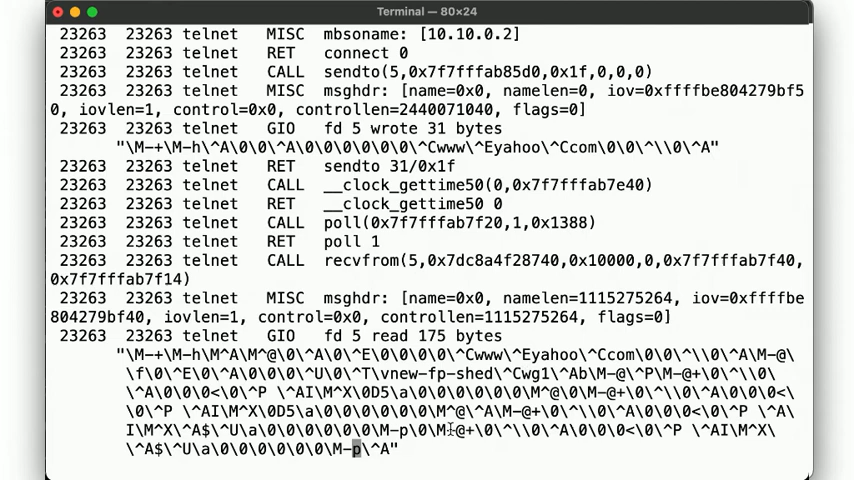 Terminal — 80×24
23263  23263 telnet   MISC  mbsoname: [10.10.0.2]
23263  23263 telnet   RET   connect 0
23263  23263 telnet   CALL  sendto(5,0x7f7fffab85d0,0x1f,0,0,0)
23263  23263 telnet   MISC  msghdr: [name=0x0, namelen=0, iov=0xffffbe804279bf5
0, iovlen=1, control=0x0, controllen=2440071040, flags=0]
23263  23263 telnet   GIO   fd 5 wrote 31 bytes
"\M-+\M-h\^A\0\0\^A\0\0\0\0\0\0\^Cwww\^Eyahoo\^Ccom\0\0\^\\0\^A"
23263  23263 telnet   RET   sendto 31/0x1f
23263  23263 telnet   CALL  __clock_gettime50(0,0x7f7fffab7e40)
23263  23263 telnet   RET   __clock_gettime50 0
23263  23263 telnet   CALL  poll(0x7f7fffab7f20,1,0x1388)
23263  23263 telnet   RET   poll 1
23263  23263 telnet   CALL  recvfrom(5,0x7dc8a4f28740,0x10000,0,0x7f7fffab7f40,
0x7f7fffab7f14)
23263  23263 telnet   MISC  msghdr: [name=0x0, namelen=1115275264, iov=0xffffbe
804279bf40, iovlen=1, control=0x0, controllen=1115275264, flags=0]
23263  23263 telnet   GIO   fd 5 read 175 bytes
"\M-+\M-h\M^A\M^@\0\^A\0\^E\0\0\0\0\^Cwww\^Eyahoo\^Ccom\0\0\^\\0\^A\M-@\
\f\0\^E\0\^A\0\0\0\^U\0\^T\vnew-fp-shed\^Cwg1\^Ab\M-@\^P\M-@+\0\^\\0\
\^A\0\0\0<\0\^P \^AI\M^X\0D5\a\0\0\0\0\0\0\M^@\0\M-@+\0\^\\0\^A\0\0\0<\
\0\^P \^AI\M^X\0D5\a\0\0\0\0\0\0\M^@\^A\M-@+\0\^\\0\^A\0\0\0<\0\^P \^A\
I\M^X\^A$\^U\a\0\0\0\0\0\0\M-p\0\M-@+\0\^\\0\^A\0\0\0<\0\^P \^AI\M^X\
\^A$\^U\a\0\0\0\0\0\0\M-p\^A"